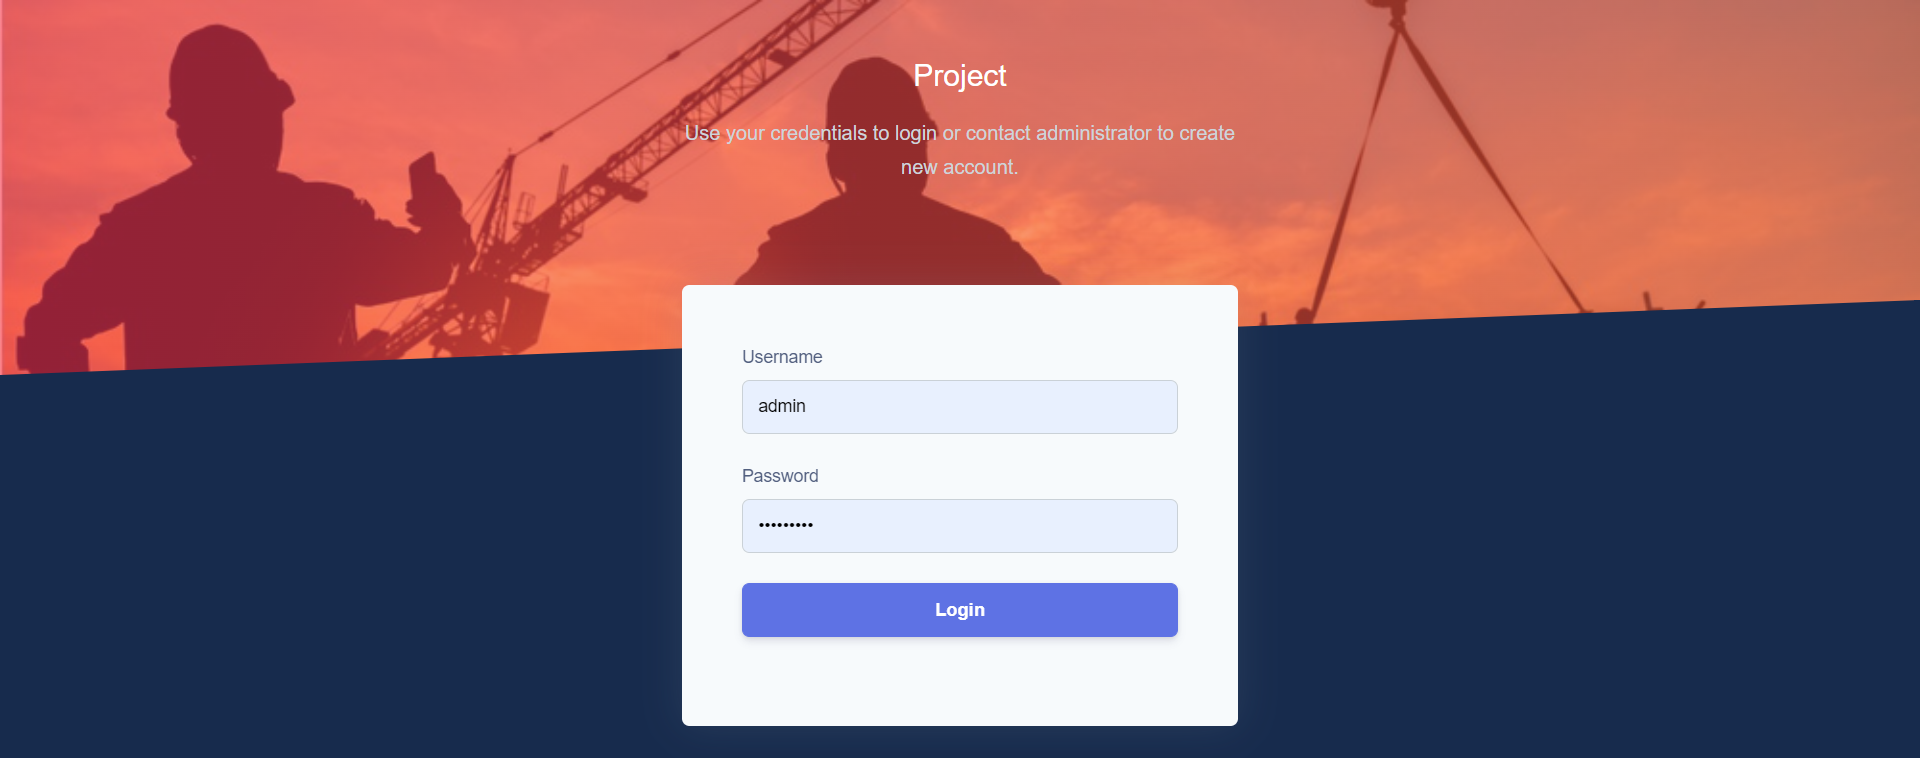 Project
Use your credentials to login or contact administrator to create
new account.
Username
admin
Password
•••••••••
Login